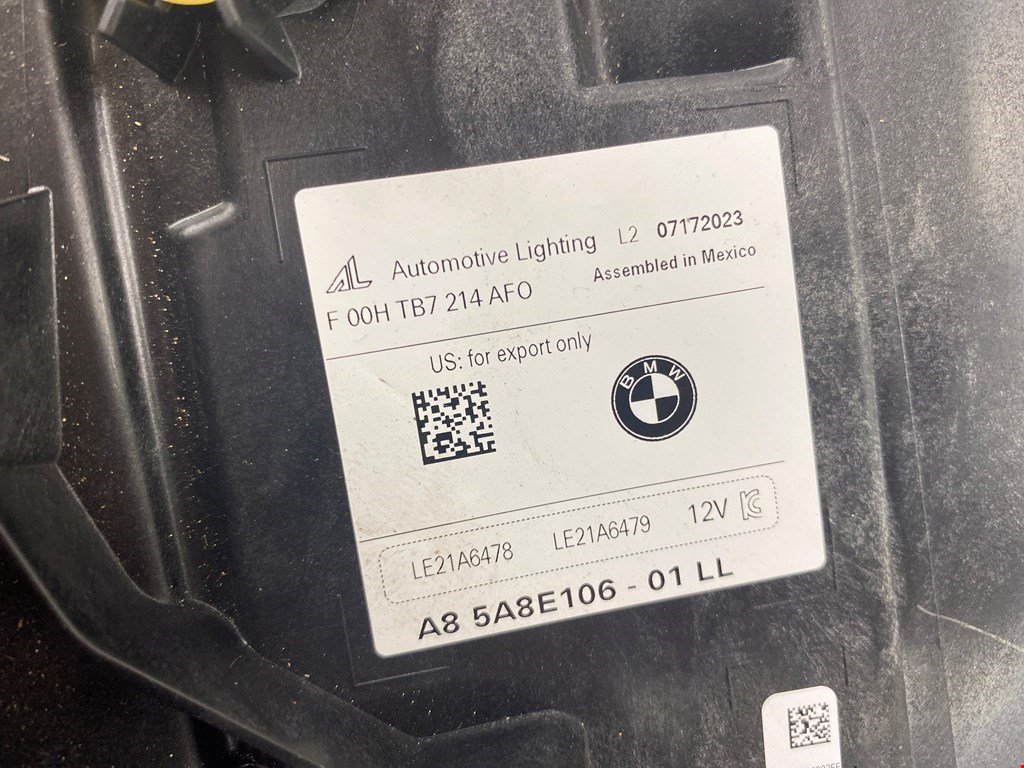 AL Automotive Lighting L2 07172023
F 00H TB7 214 AFO Assembled in Mexico
US: for export only
BMW
LE21A6478 LE21A6479 12V
A8 5A8E106 - 01 LL